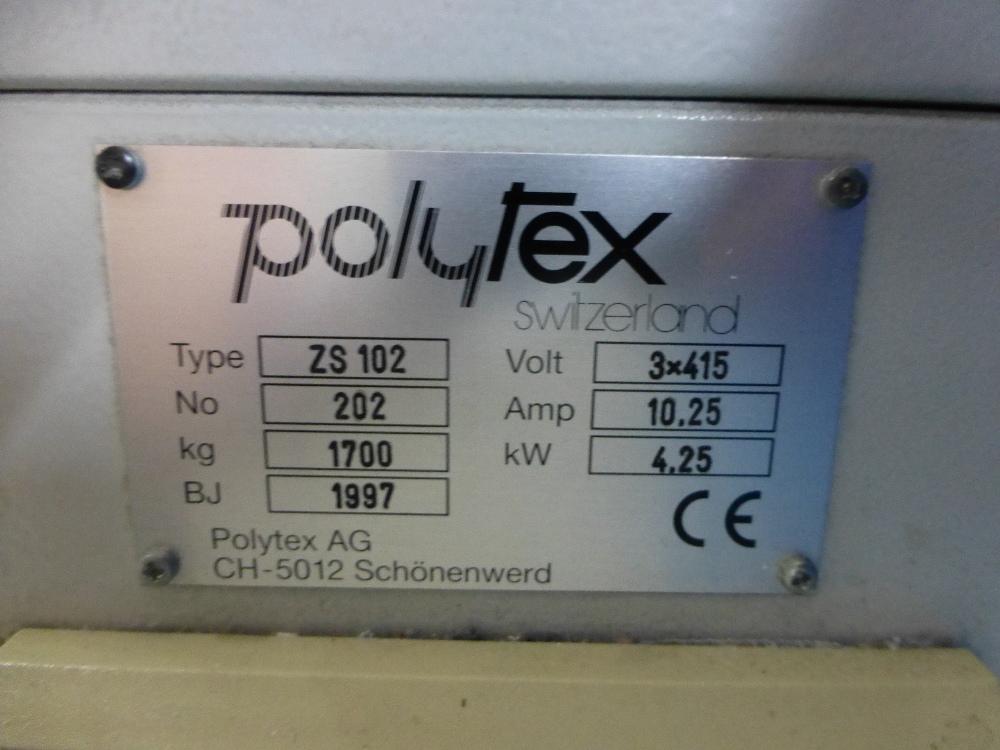 polytex
switzerland
Type ZS 102 Volt 3×415
No 202 Amp 10,25
kg 1700 kW 4,25
BJ 1997
CE
Polytex AG
CH-5012 Schönenwerd